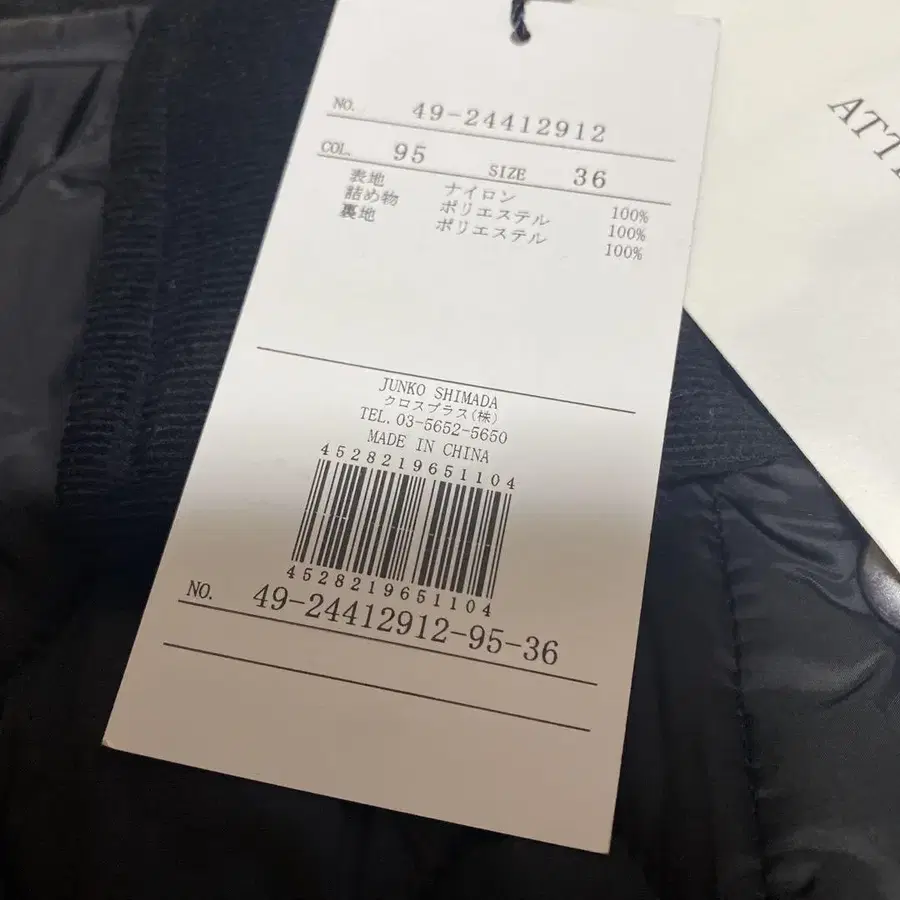 NO. 49-24412912
COL. 95 SIZE 36
表地 ナイロン 100%
詰め物 ポリエステル 100%
裏地 ポリエステル 100%
JUNKO SHIMADA
クロスプラス(株)
TEL. 03-5652-5650
MADE IN CHINA
4528219651104
4528219651104
NO. 49-24412912-95-36